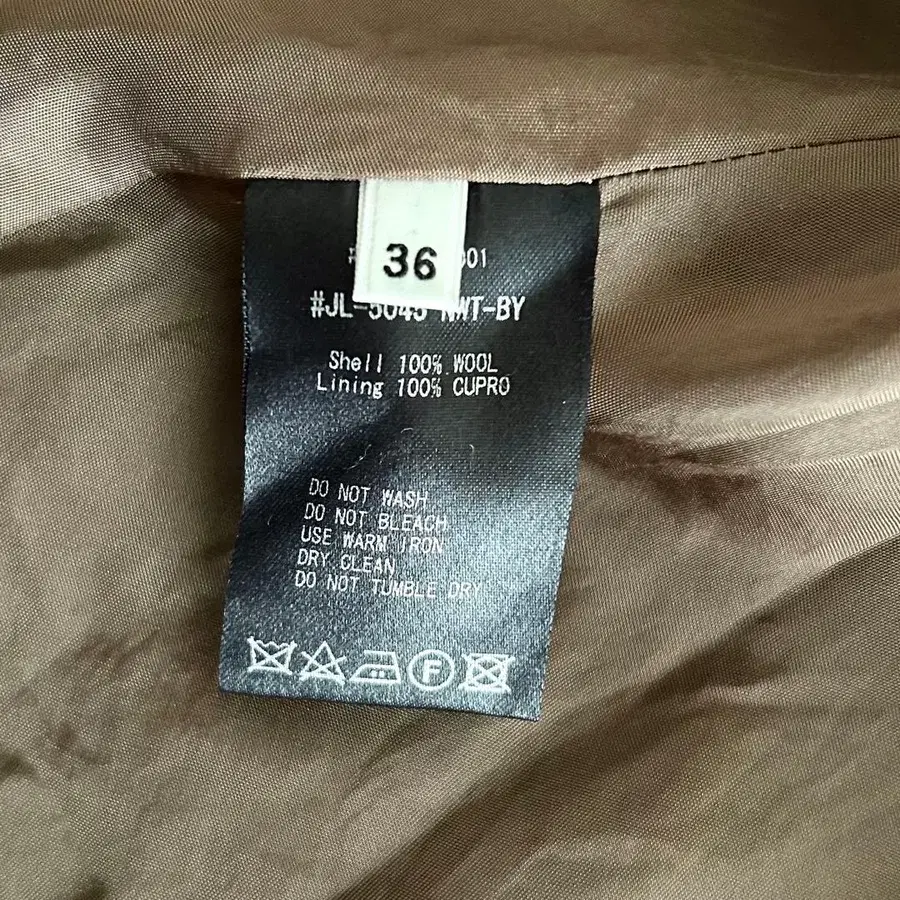 36
#JL-5045 NWT-BY
Shell 100% WOOL
Lining 100% CUPRO
DO NOT WASH
DO NOT BLEACH
USE WARM IRON
DRY CLEAN
DO NOT TUMBLE DRY
F